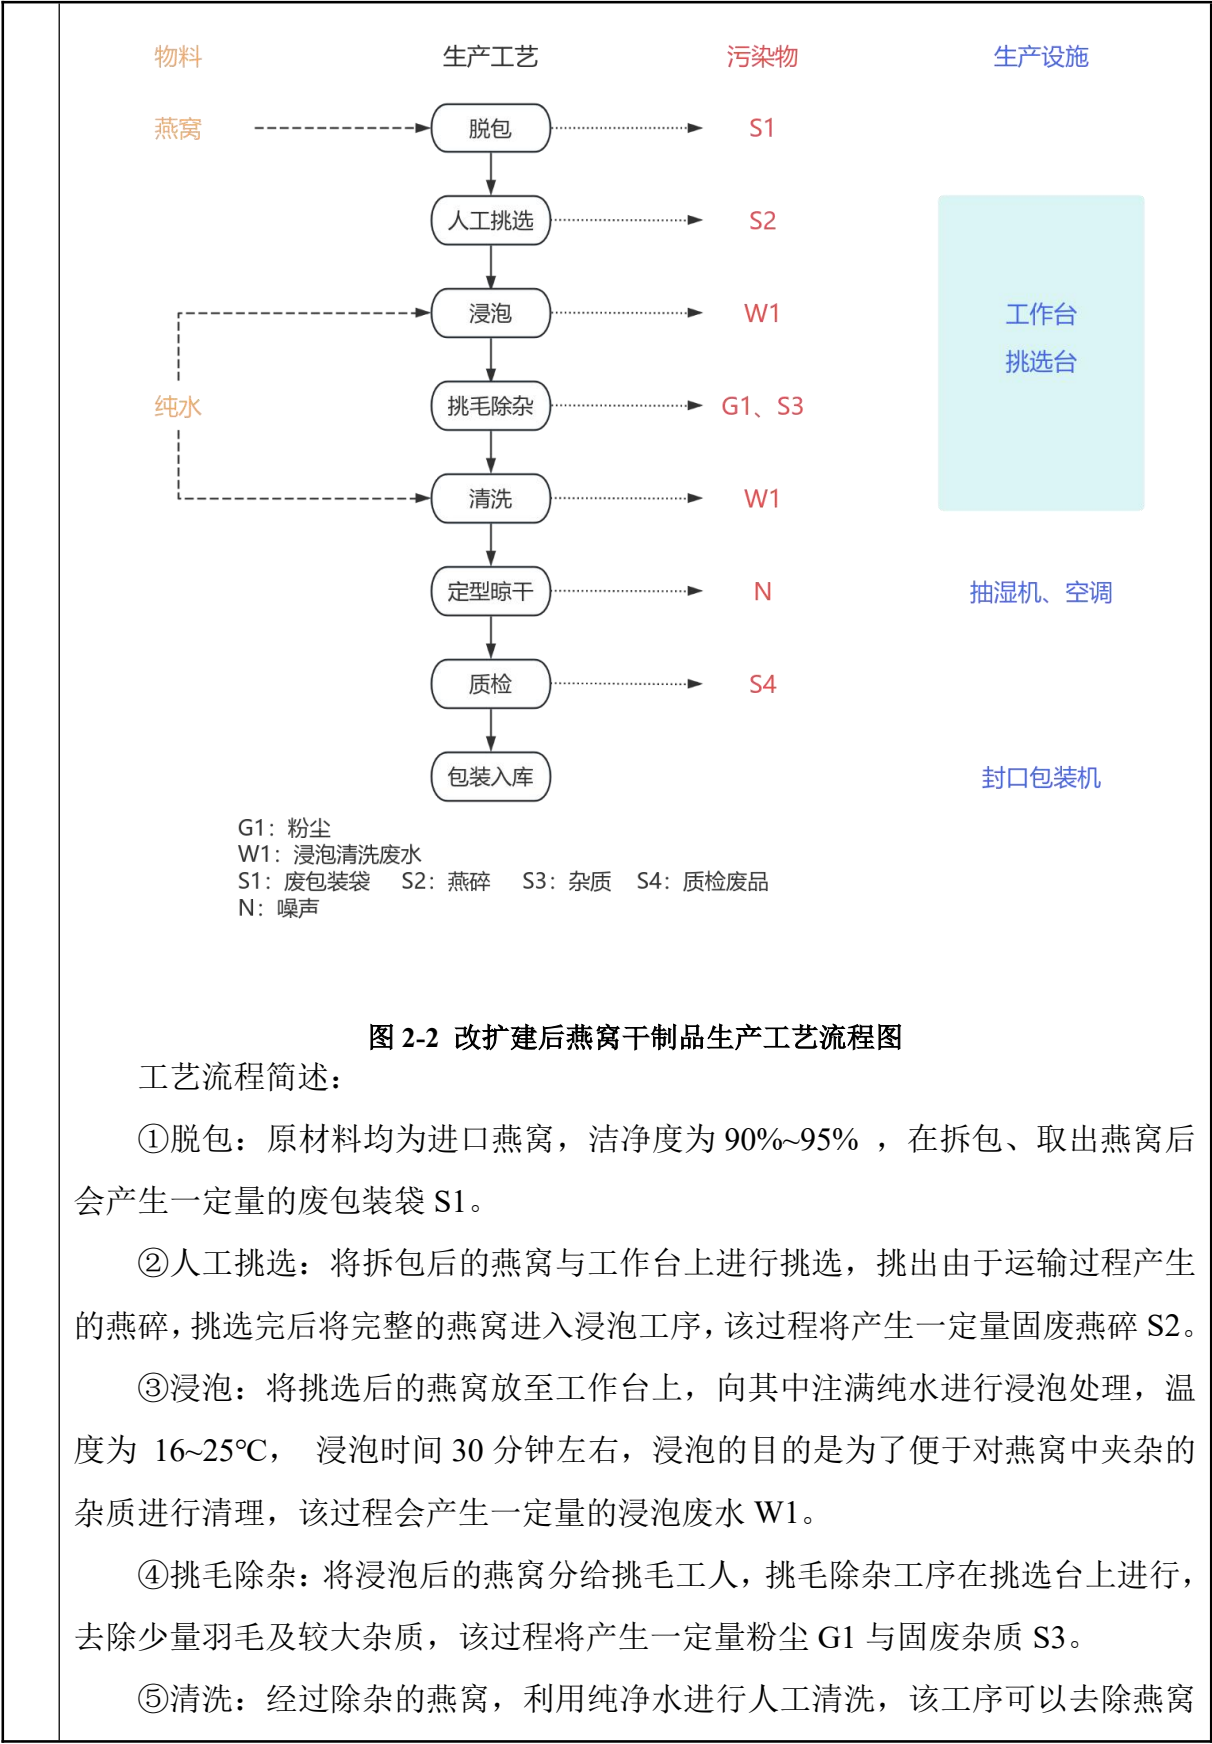 物料 生产工艺 污染物 生产设施
燕窝 脱包 S1
人工挑选 S2
浸泡 W1 工作台
挑选台
纯水 挑毛除杂 G1、S3
清洗 W1
定型晾干 N 抽湿机、空调
质检 S4
包装入库 封口包装机
G1：粉尘
W1：浸泡清洗废水
S1：废包装袋 S2：燕碎 S3：杂质 S4：质检废品
N：噪声
图 2-2 改扩建后燕窝干制品生产工艺流程图
工艺流程简述：
①脱包：原材料均为进口燕窝，洁净度为 90%~95% ，在拆包、取出燕窝后
会产生一定量的废包装袋 S1。
②人工挑选：将拆包后的燕窝与工作台上进行挑选，挑出由于运输过程产生
的燕碎，挑选完后将完整的燕窝进入浸泡工序，该过程将产生一定量固废燕碎 S2。
③浸泡：将挑选后的燕窝放至工作台上，向其中注满纯水进行浸泡处理，温
度为 16~25℃， 浸泡时间 30 分钟左右，浸泡的目的是为了便于对燕窝中夹杂的
杂质进行清理，该过程会产生一定量的浸泡废水 W1。
④挑毛除杂：将浸泡后的燕窝分给挑毛工人，挑毛除杂工序在挑选台上进行，
去除少量羽毛及较大杂质，该过程将产生一定量粉尘 G1 与固废杂质 S3。
⑤清洗：经过除杂的燕窝，利用纯净水进行人工清洗，该工序可以去除燕窝